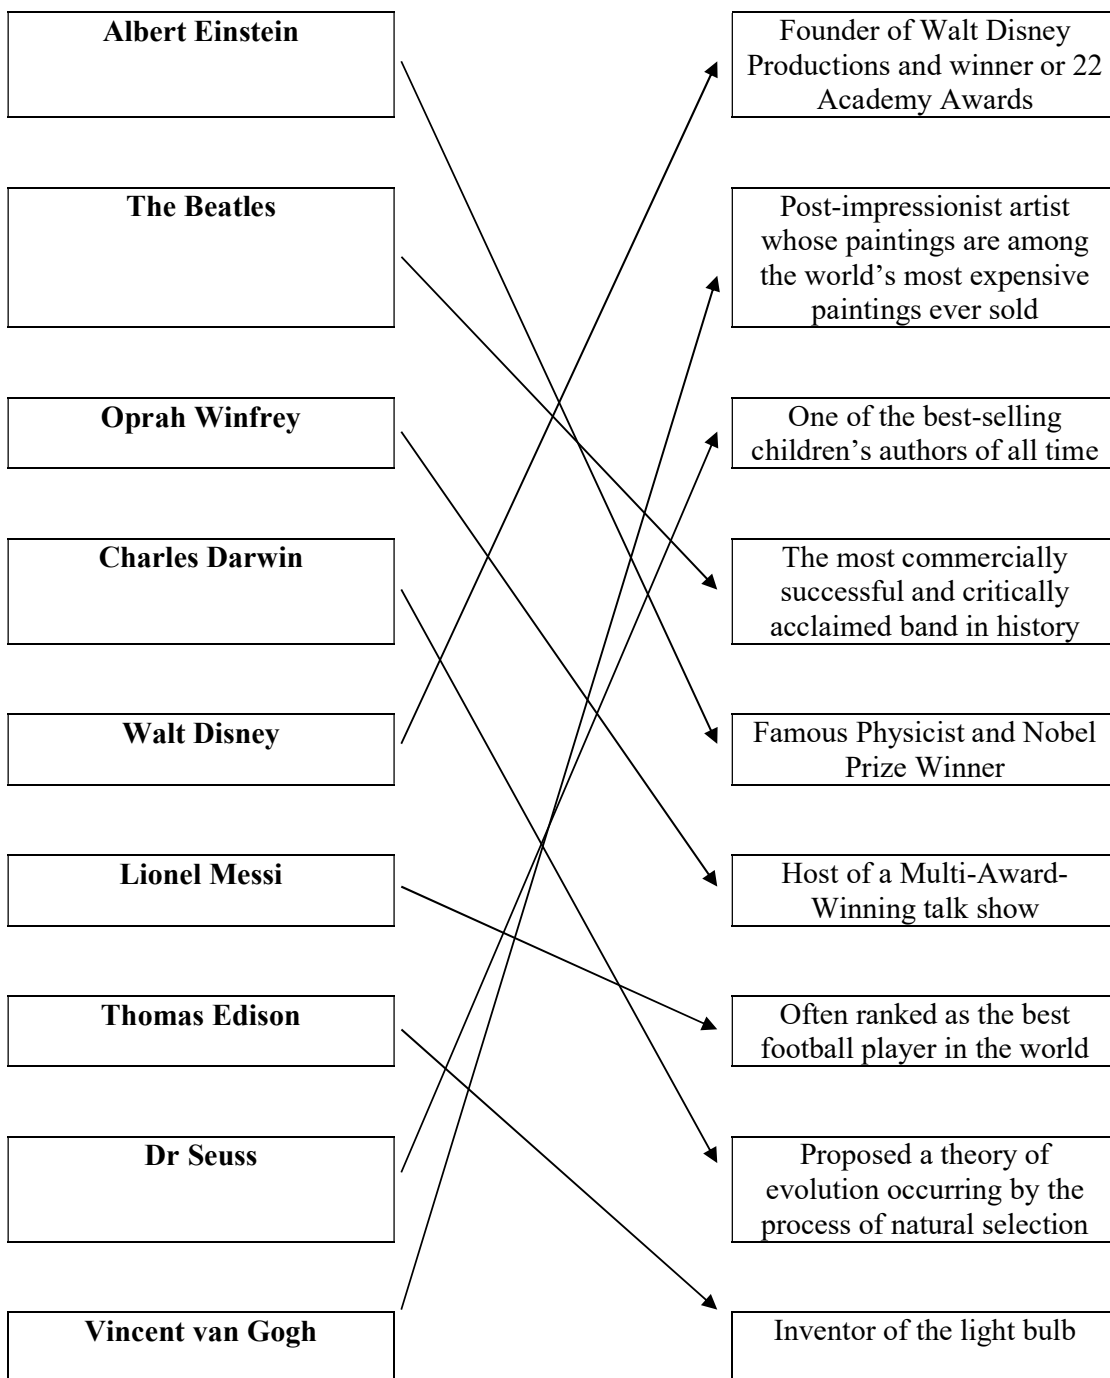 Albert Einstein
Founder of Walt Disney
Productions and winner or 22
Academy Awards
The Beatles
Post-impressionist artist
whose paintings are among
the world’s most expensive
paintings ever sold
Oprah Winfrey
One of the best-selling
children’s authors of all time
Charles Darwin
The most commercially
successful and critically
acclaimed band in history
Walt Disney
Famous Physicist and Nobel
Prize Winner
Lionel Messi
Host of a Multi-Award-
Winning talk show
Thomas Edison
Often ranked as the best
football player in the world
Dr Seuss
Proposed a theory of
evolution occurring by the
process of natural selection
Vincent van Gogh
Inventor of the light bulb